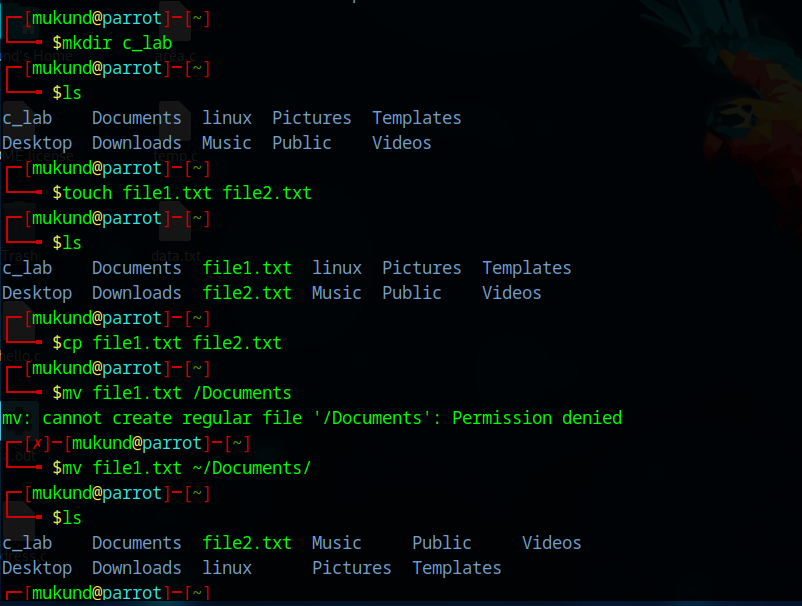 ┌─[mukund@parrot]─[~]
└──╼ $mkdir c_lab
┌─[mukund@parrot]─[~]
└──╼ $ls
c_lab    Documents  linux  Pictures  Templates
Desktop  Downloads  Music  Public    Videos
┌─[mukund@parrot]─[~]
└──╼ $touch file1.txt file2.txt
┌─[mukund@parrot]─[~]
└──╼ $ls
c_lab    Documents  file1.txt  linux  Pictures  Templates
Desktop  Downloads  file2.txt  Music  Public    Videos
┌─[mukund@parrot]─[~]
└──╼ $cp file1.txt file2.txt
┌─[mukund@parrot]─[~]
└──╼ $mv file1.txt /Documents
mv: cannot create regular file '/Documents': Permission denied
┌─[✗]─[mukund@parrot]─[~]
└──╼ $mv file1.txt ~/Documents/
┌─[mukund@parrot]─[~]
└──╼ $ls
c_lab    Documents  file2.txt  Music     Public     Videos
Desktop  Downloads  linux      Pictures  Templates
┌─[mukund@parrot]─[~]